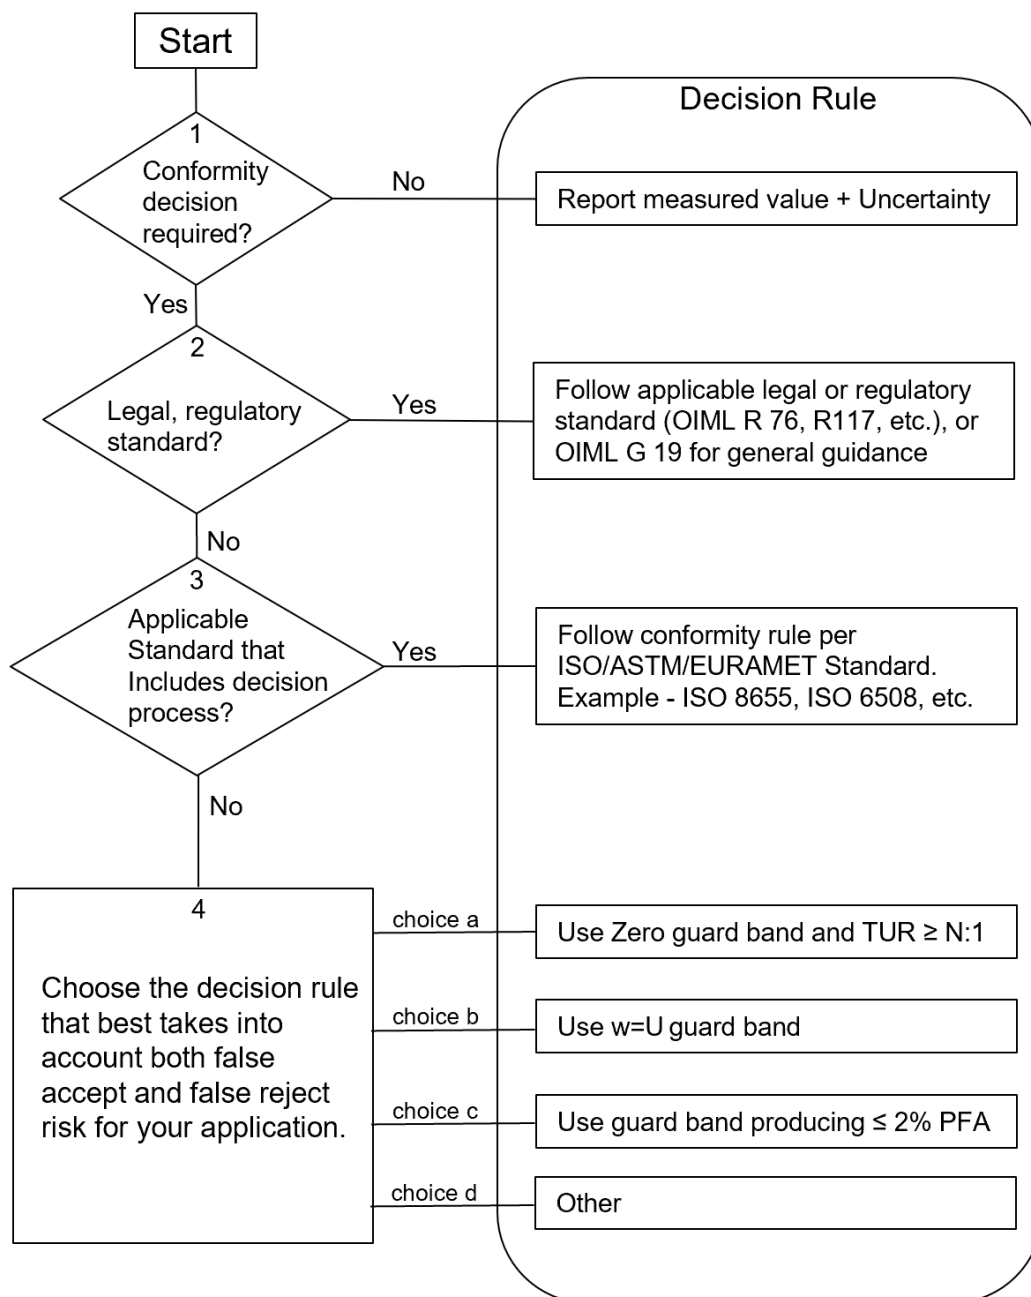 Start
Decision Rule
1
Conformity
decision
required?
No
Report measured value + Uncertainty
Yes
2
Legal, regulatory
standard?
Yes
Follow applicable legal or regulatory
standard (OIML R 76, R117, etc.), or
OIML G 19 for general guidance
No
3
Applicable
Standard that
Includes decision
process?
Yes
Follow conformity rule per
ISO/ASTM/EURAMET Standard.
Example - ISO 8655, ISO 6508, etc.
No
4
Choose the decision rule
that best takes into
account both false
accept and false reject
risk for your application.
choice a
Use Zero guard band and TUR ≥ N:1
choice b
Use w=U guard band
choice c
Use guard band producing ≤ 2% PFA
choice d
Other